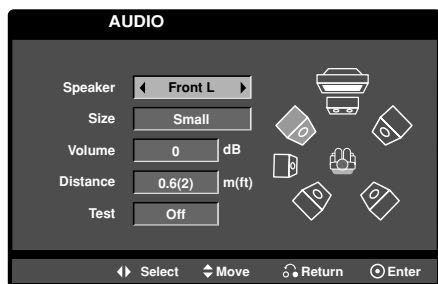 AUDIO
Speaker Front L
Size Small
Volume 0 dB
Distance 0.6(2) m(ft)
Test Off
Select Move Return Enter